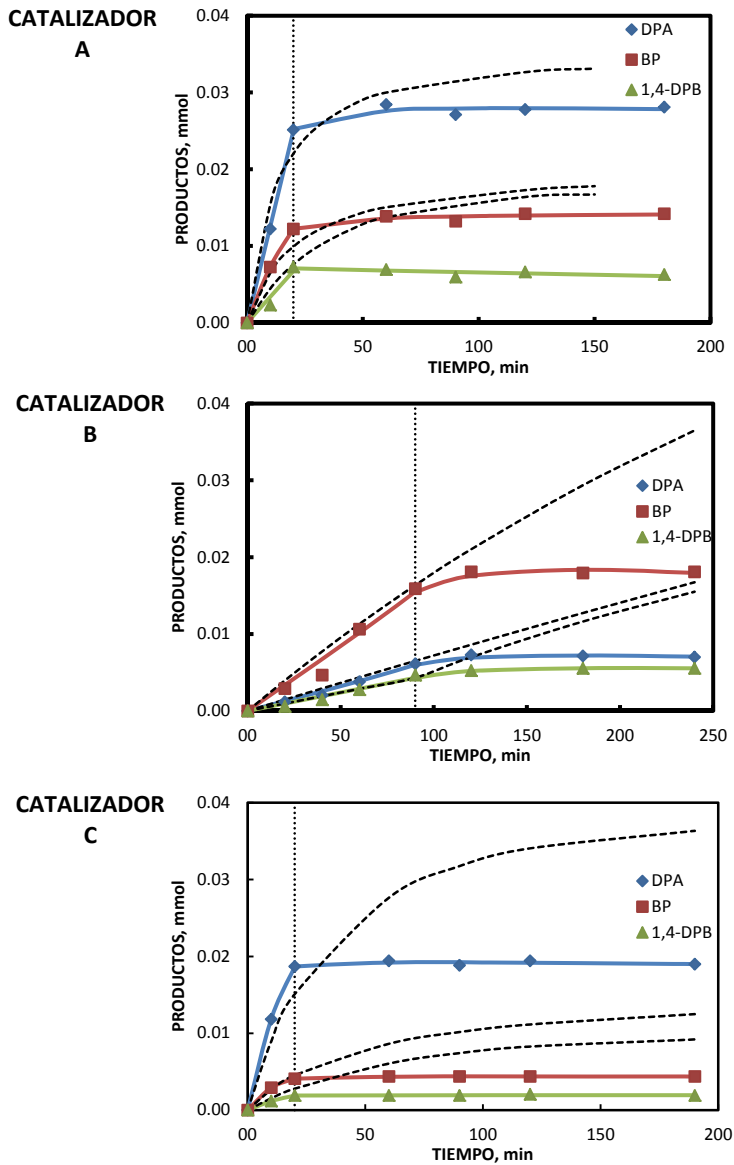 CATALIZADOR
A
PRODUCTOS, mmol
0.04
0.03
0.02
0.01
0.00
DPA
BP
1,4-DPB
00 50 100 150 200
TIEMPO, min
CATALIZADOR
B
PRODUCTOS, mmol
0.04
0.03
0.02
0.01
0.00
DPA
BP
1,4-DPB
00 50 100 150 200 250
TIEMPO, min
CATALIZADOR
C
PRODUCTOS, mmol
0.04
0.03
0.02
0.01
0.00
DPA
BP
1,4-DPB
00 50 100 150 200
TIEMPO, min